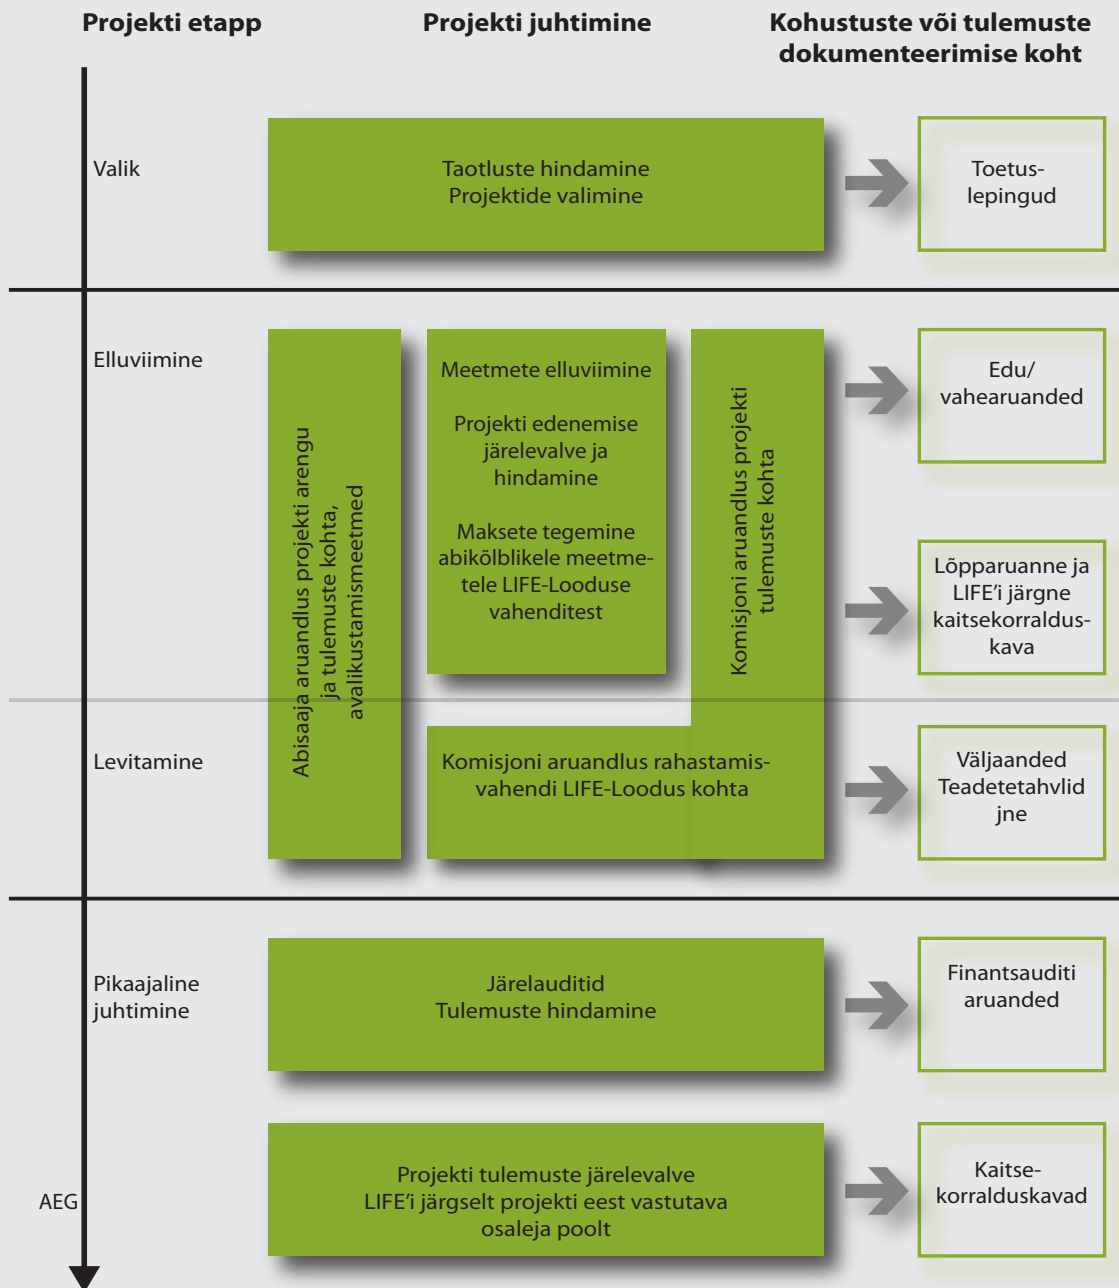 Projekti etapp
Projekti juhtimine
Kohustuste või tulemuste
dokumenteerimise koht
Valik
Taotluste hindamine
Projektide valimine
Toetus-
lepingud
Elluviimine
Abisaaja aruandlus projekti arengu
ja tulemuste kohta,
avalikustamismeetmed
Meetmete elluviimine
Projekti edenemise
järelevalve ja
hindamine
Maksete tegemine
abikõlblikele meetme-
tele LIFE-Looduse
vahenditest
Komisjoni aruandlus projekti
tulemuste kohta
Edu/
vahearuanded
Lõpparuanne ja
LIFE'i järgne
kaitsekorraldus-
kava
Levitamine
Komisjoni aruandlus rahastamis-
vahendi LIFE-Loodus kohta
Väljaanded
Teadetetahvlid
jne
Pikaajaline
juhtimine
Järelauditid
Tulemuste hindamine
Finantsauditi
aruanded
AEG
Projekti tulemuste järelevalve
LIFE'i järgselt projekti eest vastutava
osaleja poolt
Kaitse-
korralduskavad